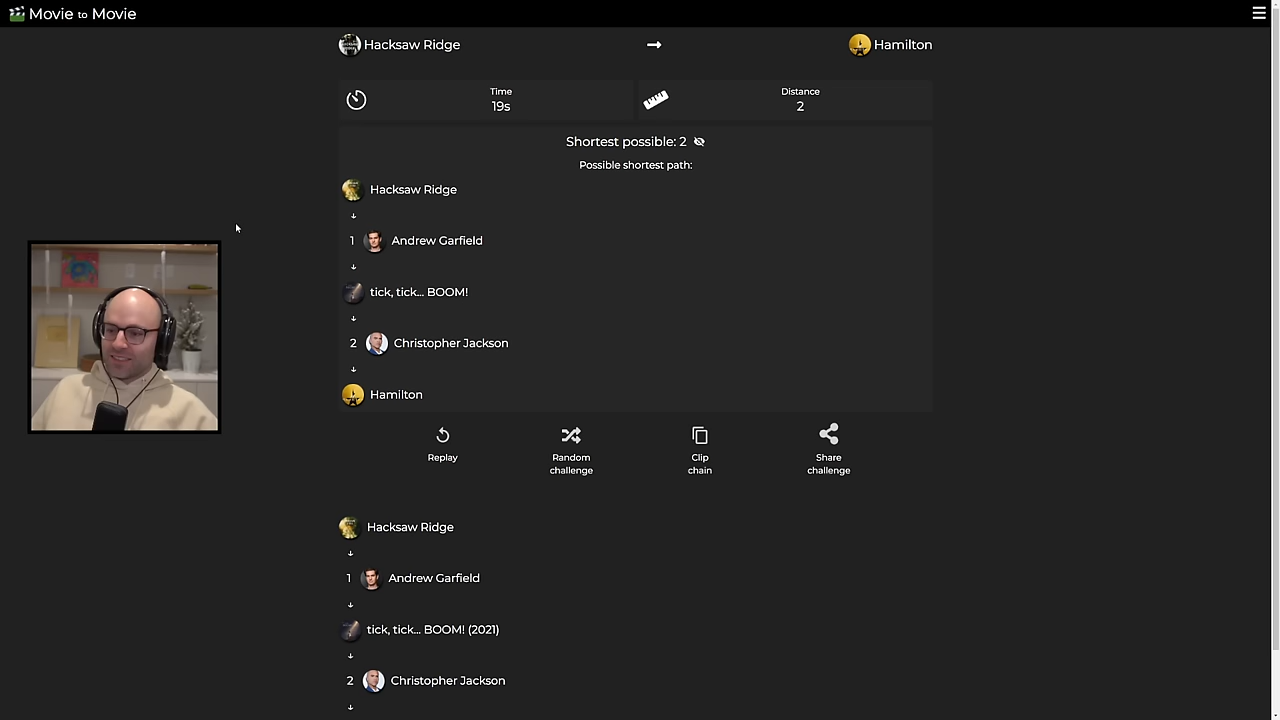 Movie to Movie
Hacksaw Ridge
Hamilton
Time
19s
Distance
2
Shortest possible: 2
Possible shortest path:
Hacksaw Ridge
1 Andrew Garfield
tick, tick... BOOM!
2 Christopher Jackson
Hamilton
Replay
Random
challenge
Clip
chain
Share
challenge
Hacksaw Ridge
1 Andrew Garfield
tick, tick... BOOM! (2021)
2 Christopher Jackson